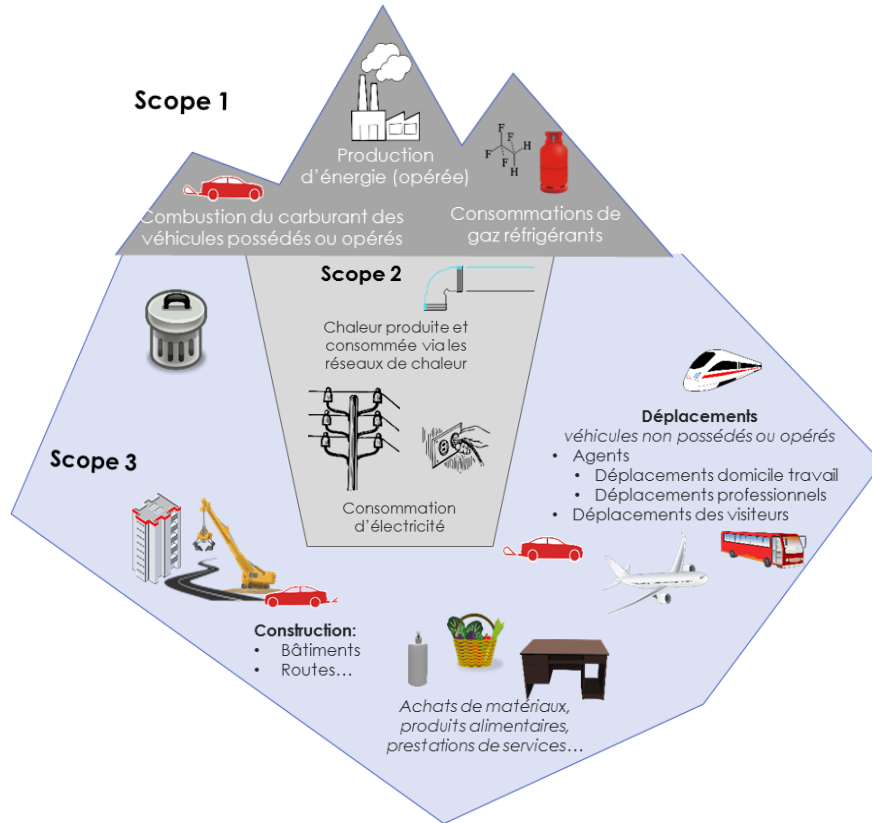 Scope 1
Production
d'énergie (opérée)
Combustion du carburant des
véhicules possédés ou opérés
F
F
F
F
H
H
Consommations de
gaz réfrigérants
Scope 2
Chaleur produite et
consommée via les
réseaux de chaleur
Consommation
d'électricité
Scope 3
Déplacements
véhicules non possédés ou opérés
• Agents
• Déplacements domicile travail
• Déplacements professionnels
• Déplacements des visiteurs
Construction:
• Bâtiments
• Routes…
Achats de matériaux,
produits alimentaires,
prestations de services…